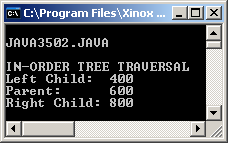 C:\Program Files\Xinox ...
JAVA3502.JAVA
IN-ORDER TREE TRAVERSAL
Left Child:  400
Parent:      600
Right Child: 800